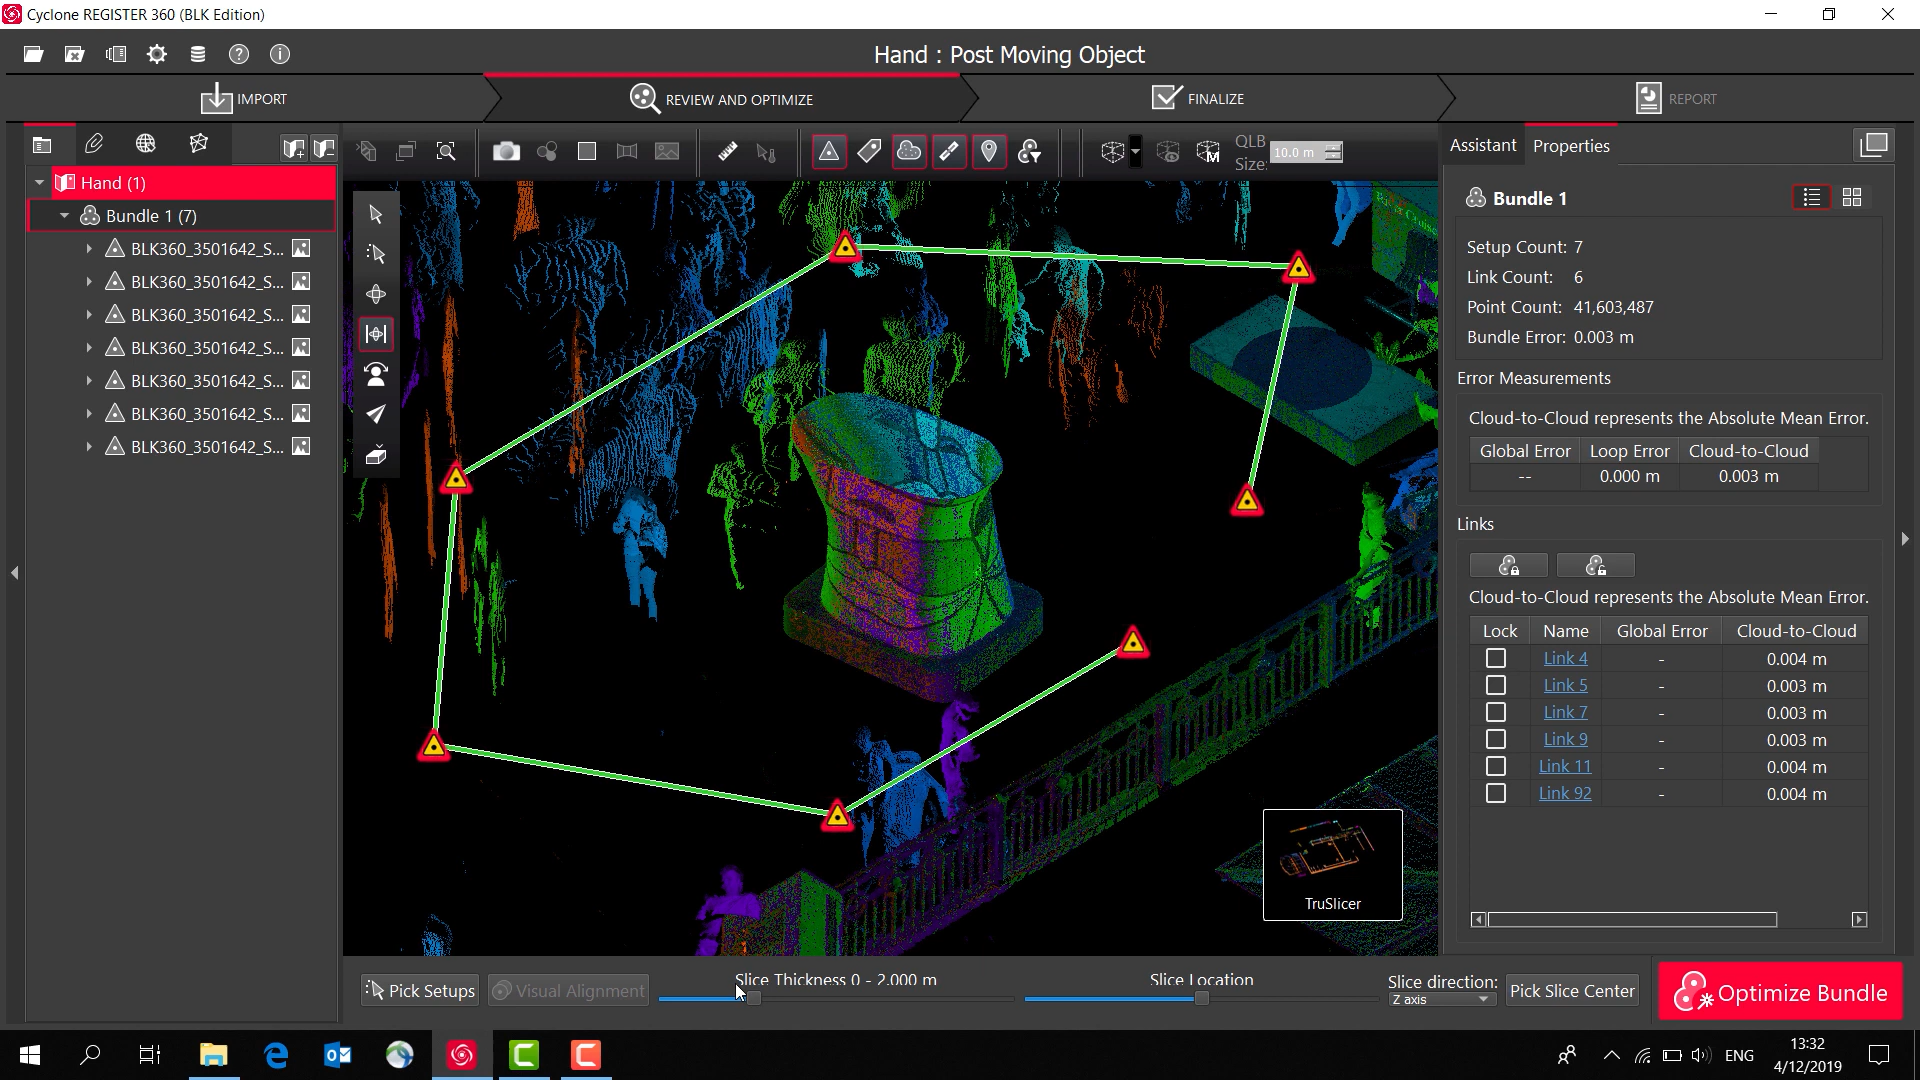 Cyclone REGISTER 360 (BLK Edition)
Hand : Post Moving Object
IMPORT
REVIEW AND OPTIMIZE
FINALIZE
REPORT
QLB Size:
10.0 m
Assistant
Properties
Hand (1)
Bundle 1 (7)
BLK360_3501642_S...
BLK360_3501642_S...
BLK360_3501642_S...
BLK360_3501642_S...
BLK360_3501642_S...
BLK360_3501642_S...
BLK360_3501642_S...
Bundle 1
Setup Count: 7
Link Count: 6
Point Count: 41,603,487
Bundle Error: 0.003 m
Error Measurements
Cloud-to-Cloud represents the Absolute Mean Error.
Global Error Loop Error Cloud-to-Cloud
-- 0.000 m 0.003 m
Links
Cloud-to-Cloud represents the Absolute Mean Error.
Lock Name Global Error Cloud-to-Cloud
Link 4 - 0.004 m
Link 5 - 0.003 m
Link 7 - 0.003 m
Link 9 - 0.003 m
Link 11 - 0.004 m
Link 92 - 0.004 m
TruSlicer
Pick Setups
Visual Alignment
Slice Thickness 0 - 2.000 m
Slice Location
Slice direction:
Z axis
Pick Slice Center
Optimize Bundle
ENG
13:32
4/12/2019